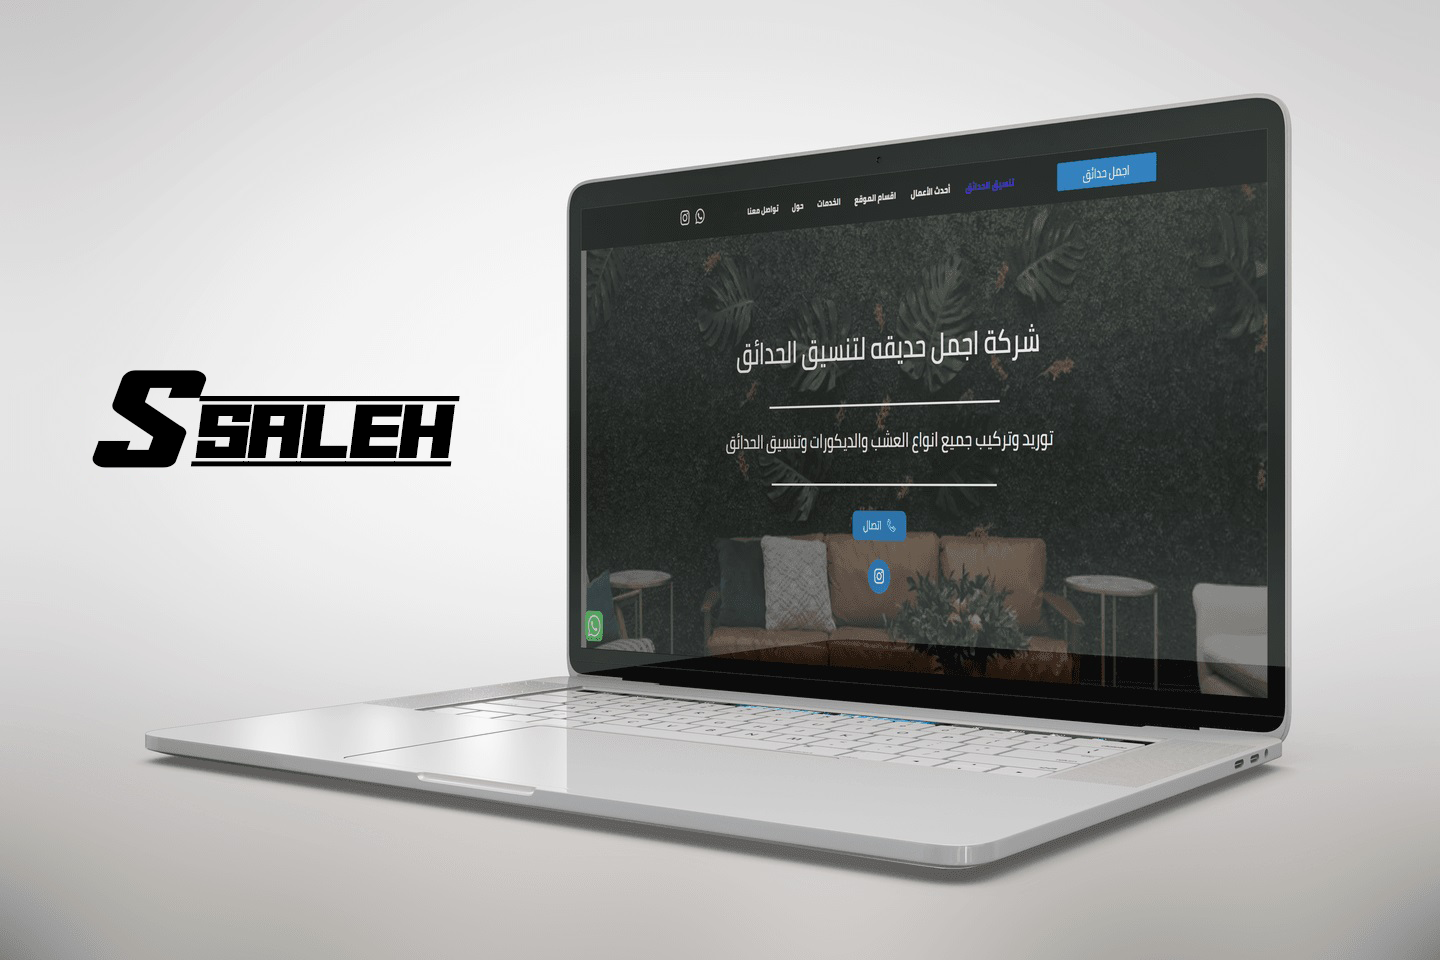 SSALEH
اجمل حدائق
تنسيق الحدائق
أحدث الأعمال
اقسام الموقع
الخدمات
حول
تواصل معنا
شركة اجمل حديقه لتنسيق الحدائق
توريد وتركيب جميع انواع العشب والديكورات وتنسيق الحدائق
اتصال